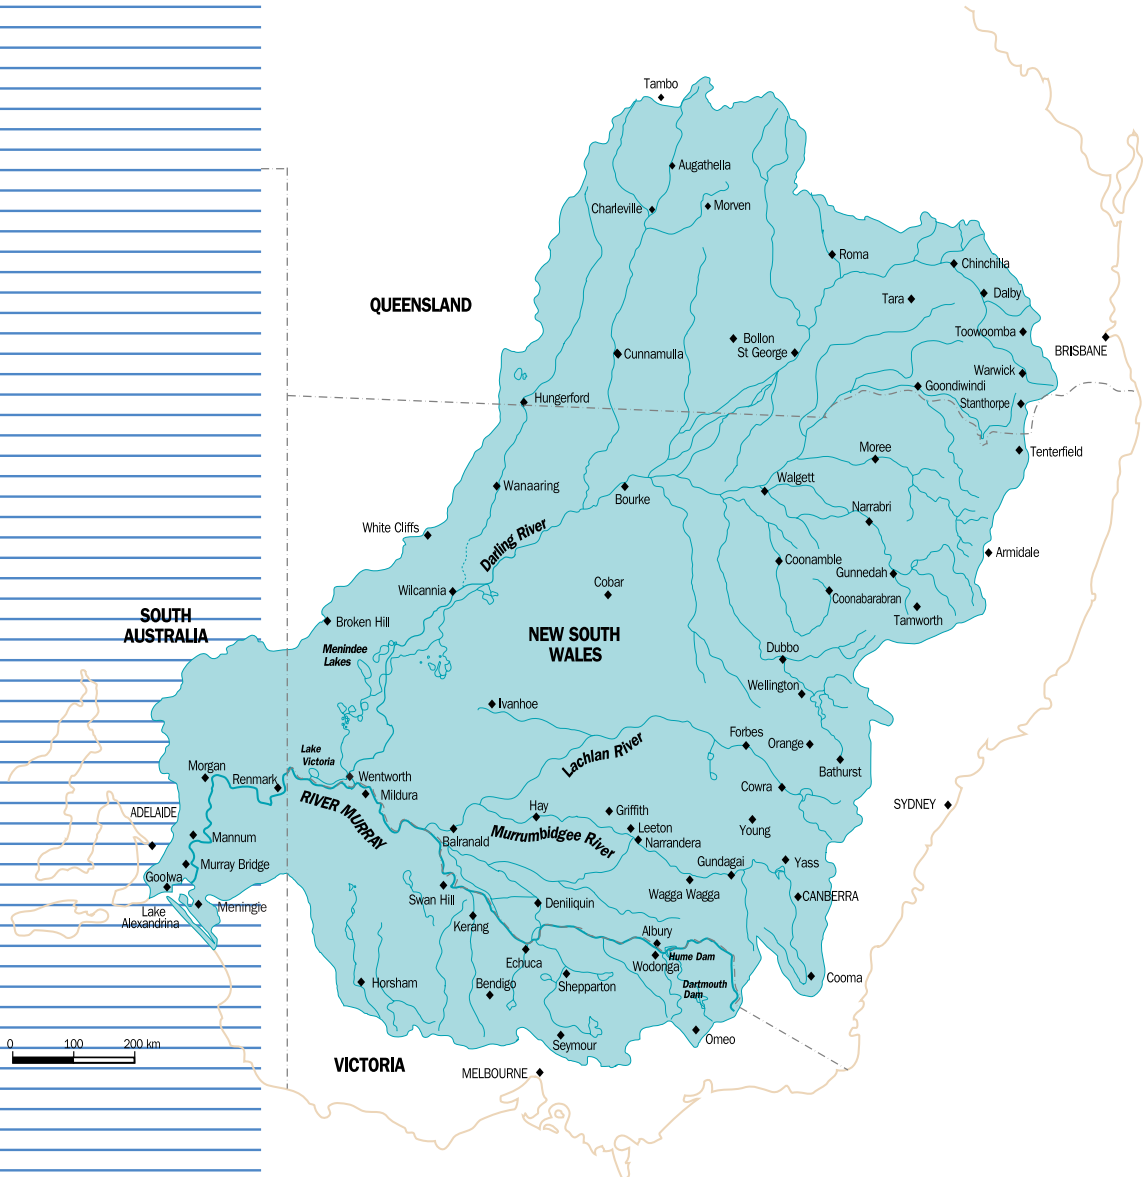 Tambo
Augathella
Charleville
Morven
Roma
Chinchilla
Tara
Dalby
QUEENSLAND
Toowoomba
Bollon
St George
BRISBANE
Cunnamulla
Warwick
Goondiwindi
Hungerford
Stanthorpe
Moree
Tenterfield
Walgett
Wanaaring
Bourke
Narrabri
White Cliffs
Darling River
Armidale
Coonamble
Gunnedah
Cobar
Wilcannia
Coonabarabran
SOUTH
AUSTRALIA
Broken Hill
Tamworth
NEW SOUTH
WALES
Menindee
Lakes
Dubbo
Wellington
Ivanhoe
Forbes
Orange
Lake
Victoria
Lachlan River
Morgan
Renmark
Wentworth
Bathurst
Mildura
Cowra
RIVER MURRAY
SYDNEY
ADELAIDE
Hay
Griffith
Mannum
Balranald
Murrumbidgee River
Leeton
Narrandera
Young
Murray Bridge
Gundagai
Yass
Goolwa
Swan Hill
Wagga Wagga
CANBERRA
Lake
Alexandrina
Meningie
Deniliquin
Kerang
Albury
Echuca
Wodonga
Hume Dam
Horsham
Bendigo
Shepparton
Dartmouth
Dam
Cooma
0 100 200 km
Seymour
Omeo
VICTORIA
MELBOURNE